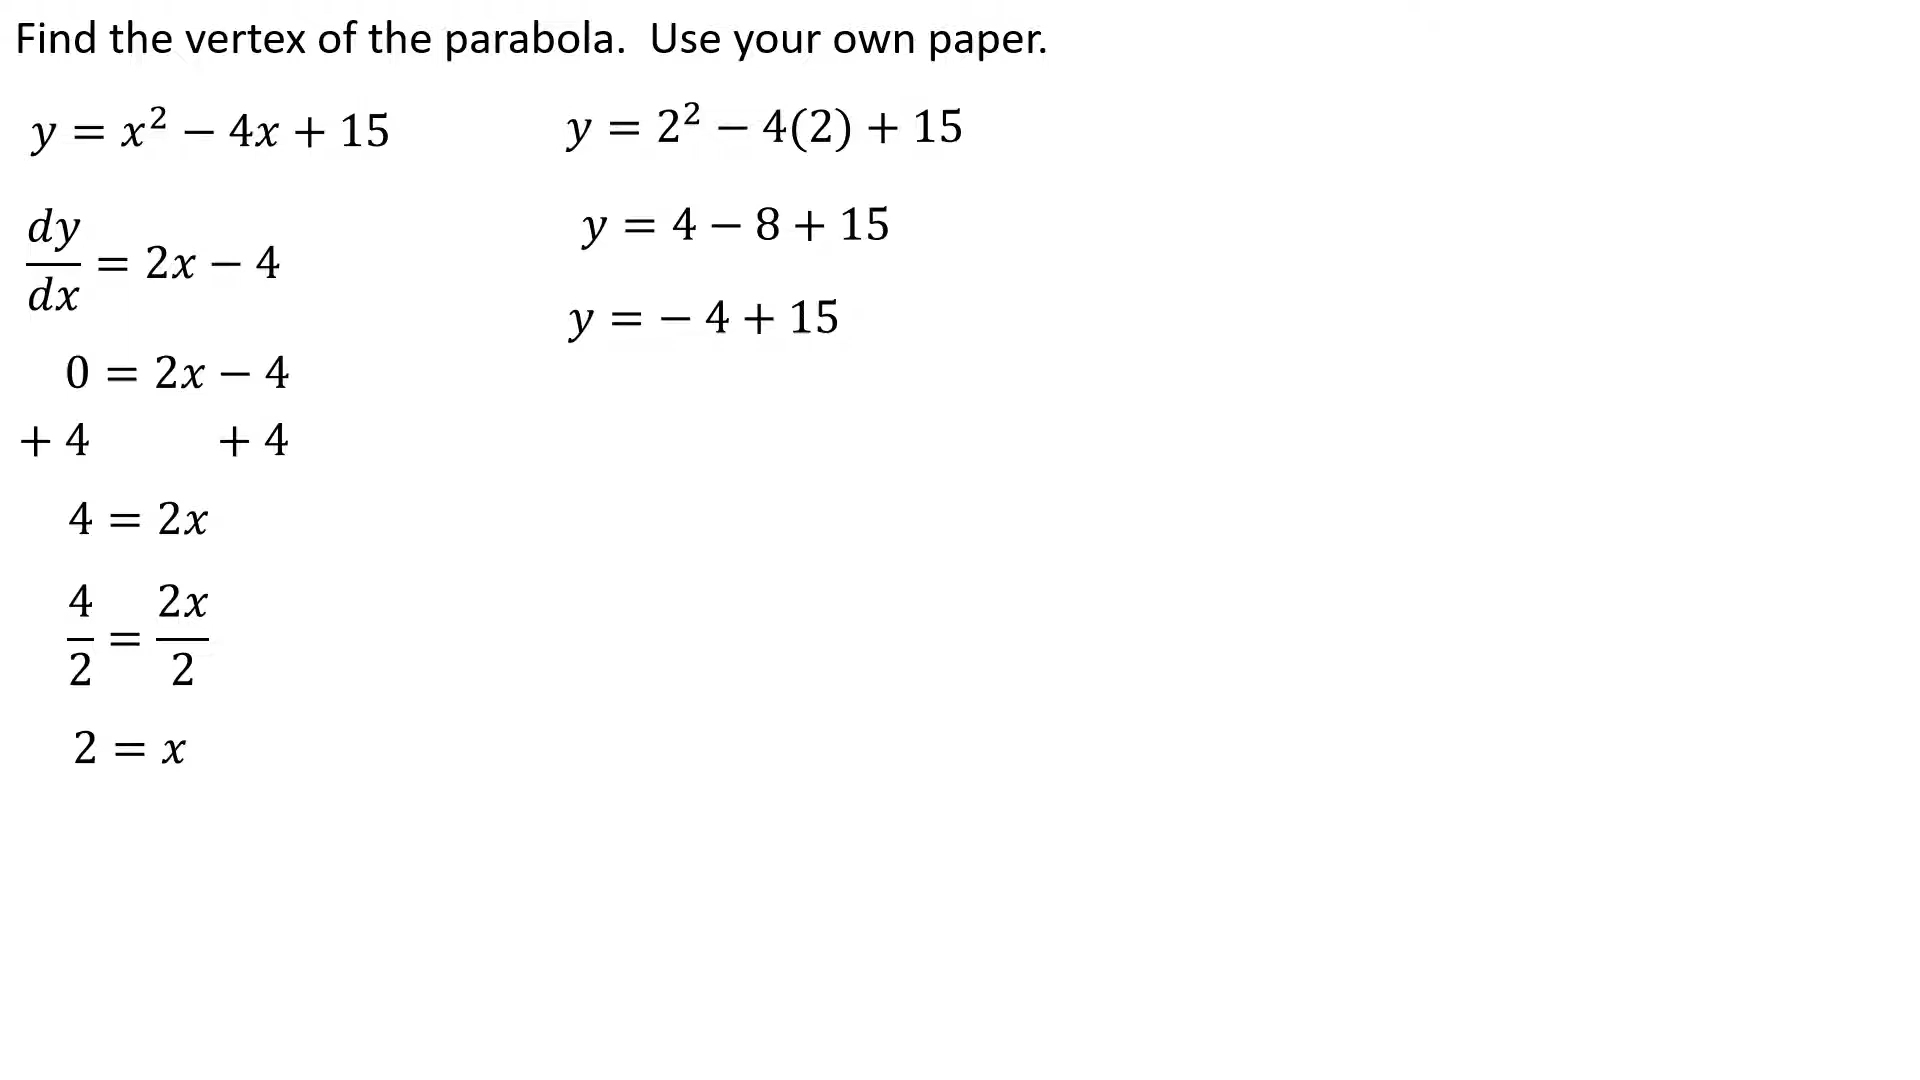 Find the vertex of the parabola.  Use your own paper.
y = x² − 4x + 15
dy/dx = 2x − 4
0 = 2x − 4
+ 4 + 4
4 = 2x
4/2 = 2x/2
2 = x
y = 2² − 4(2) + 15
y = 4 − 8 + 15
y = − 4 + 15